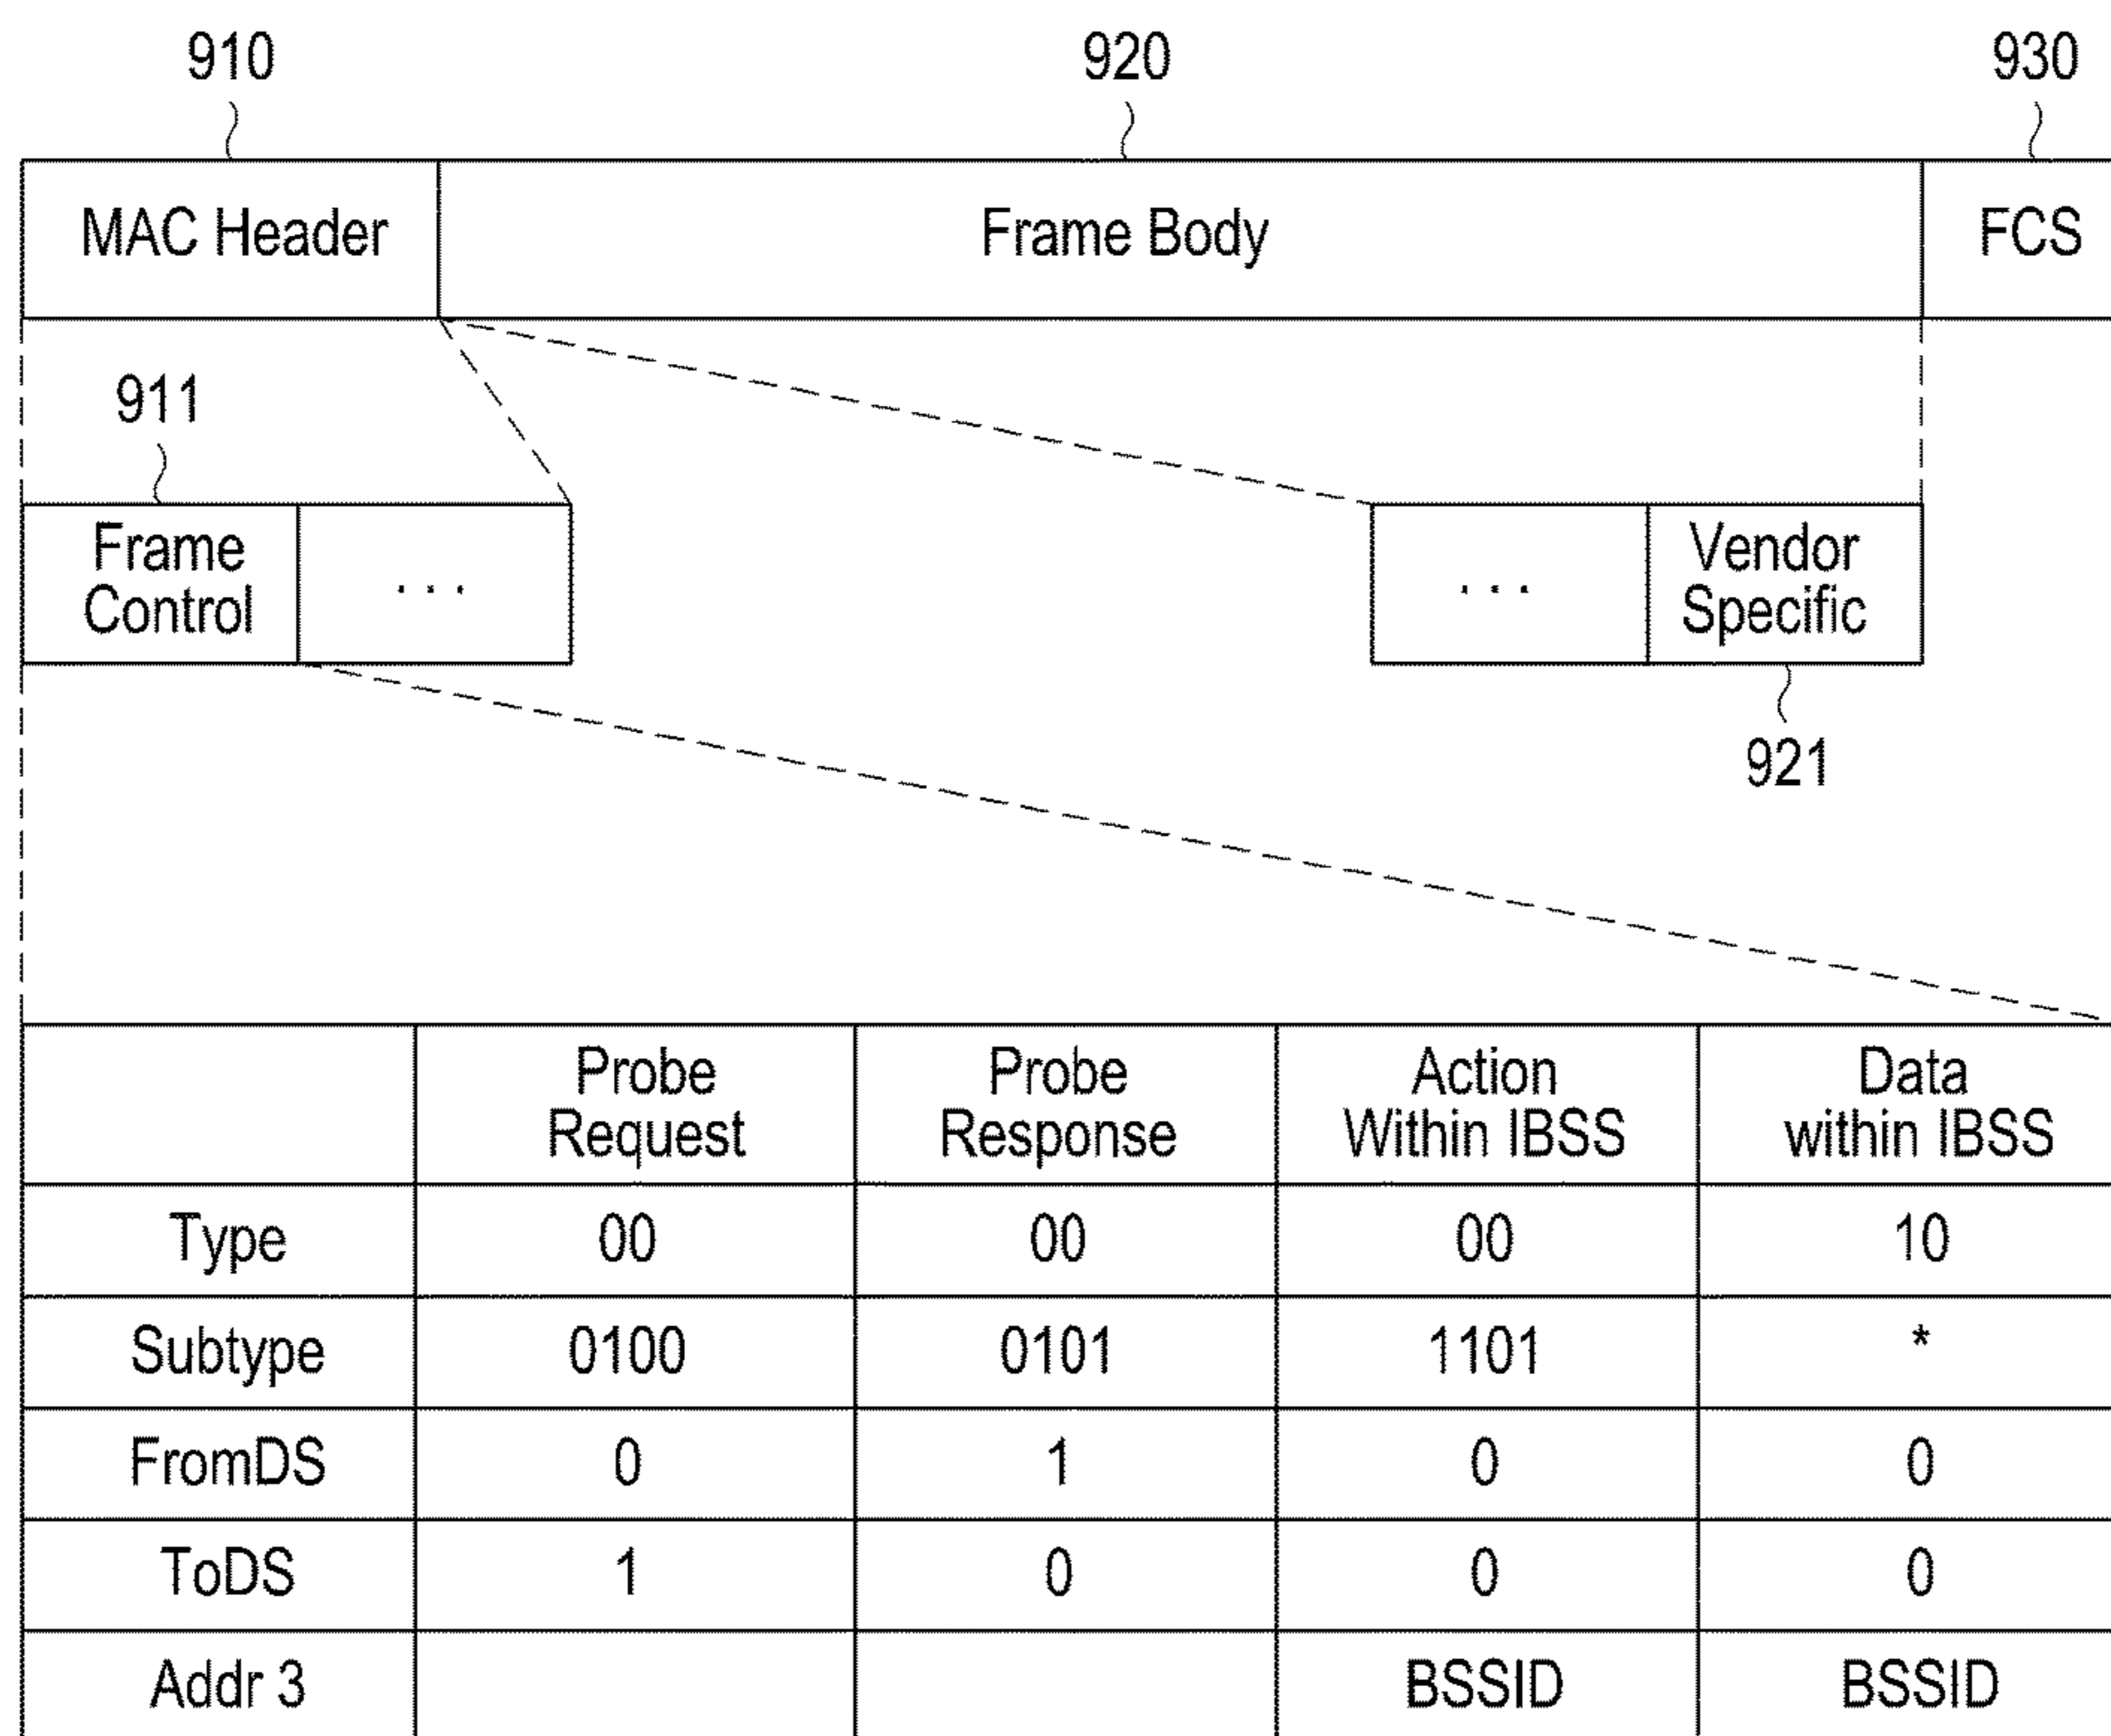 910 920 930
MAC Header Frame Body FCS
911
Frame Control ... ... Vendor Specific
921
Probe Request Probe Response Action Within IBSS Data within IBSS
Type 00 00 00 10
Subtype 0100 0101 1101 *
FromDS 0 1 0 0
ToDS 1 0 0 0
Addr 3 BSSID BSSID